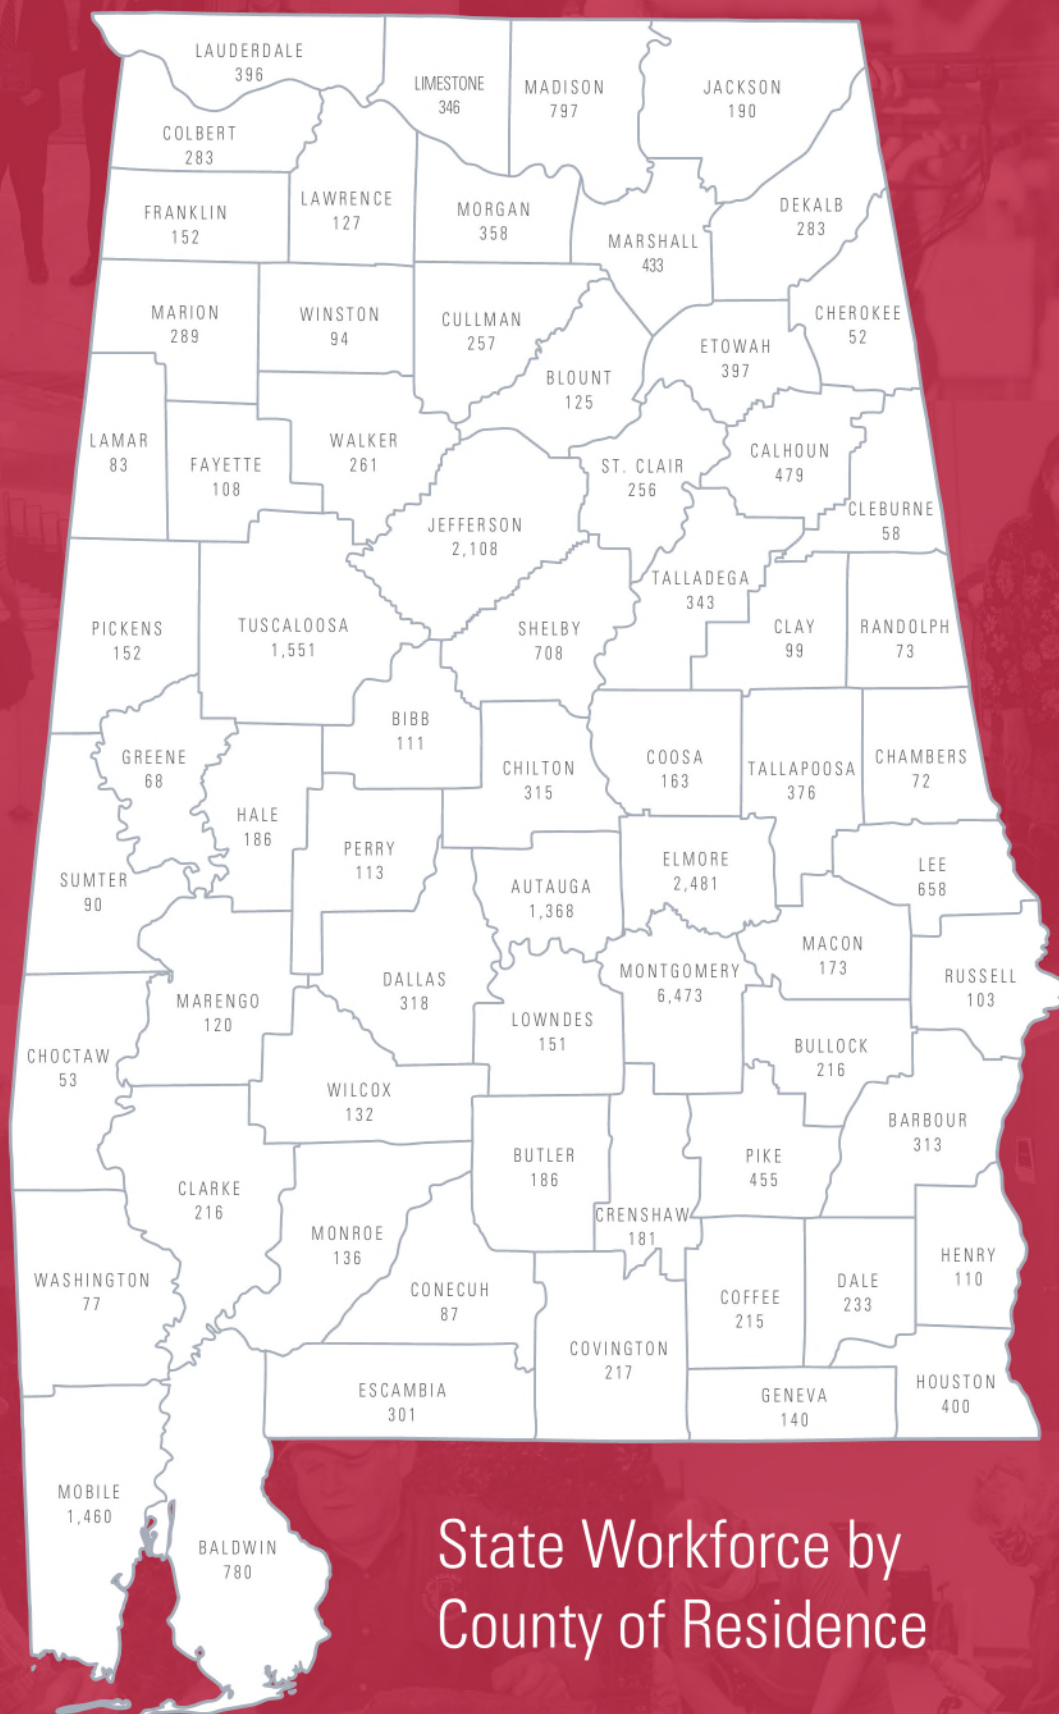 LAUDERDALE
396
LIMESTONE
346
MADISON
797
JACKSON
190
COLBERT
283
FRANKLIN
152
LAWRENCE
127
MORGAN
358
MARSHALL
433
DEKALB
283
MARION
289
WINSTON
94
CULLMAN
257
BLOUNT
125
ETOWAH
397
CHEROKEE
52
LAMAR
83
FAYETTE
108
WALKER
261
JEFFERSON
2,108
ST. CLAIR
256
CALHOUN
479
CLEBURNE
58
PICKENS
152
TUSCALOOSA
1,551
SHELBY
708
TALLADEGA
343
CLAY
99
RANDOLPH
73
GREENE
68
HALE
186
BIBB
111
CHILTON
315
COOSA
163
TALLAPOOSA
376
CHAMBERS
72
SUMTER
90
PERRY
113
AUTAUGA
1,368
ELMORE
2,481
LEE
658
MACON
173
RUSSELL
103
MARENGO
120
DALLAS
318
LOWNDES
151
MONTGOMERY
6,473
BULLOCK
216
CHOCTAW
53
WILCOX
132
BARBOUR
313
CLARKE
216
BUTLER
186
CRENSHAW
181
PIKE
455
MONROE
136
WASHINGTON
77
CONECUH
87
COFFEE
215
DALE
233
HENRY
110
COVINGTON
217
ESCAMBIA
301
GENEVA
140
HOUSTON
400
MOBILE
1,460
BALDWIN
780
State Workforce by
County of Residence